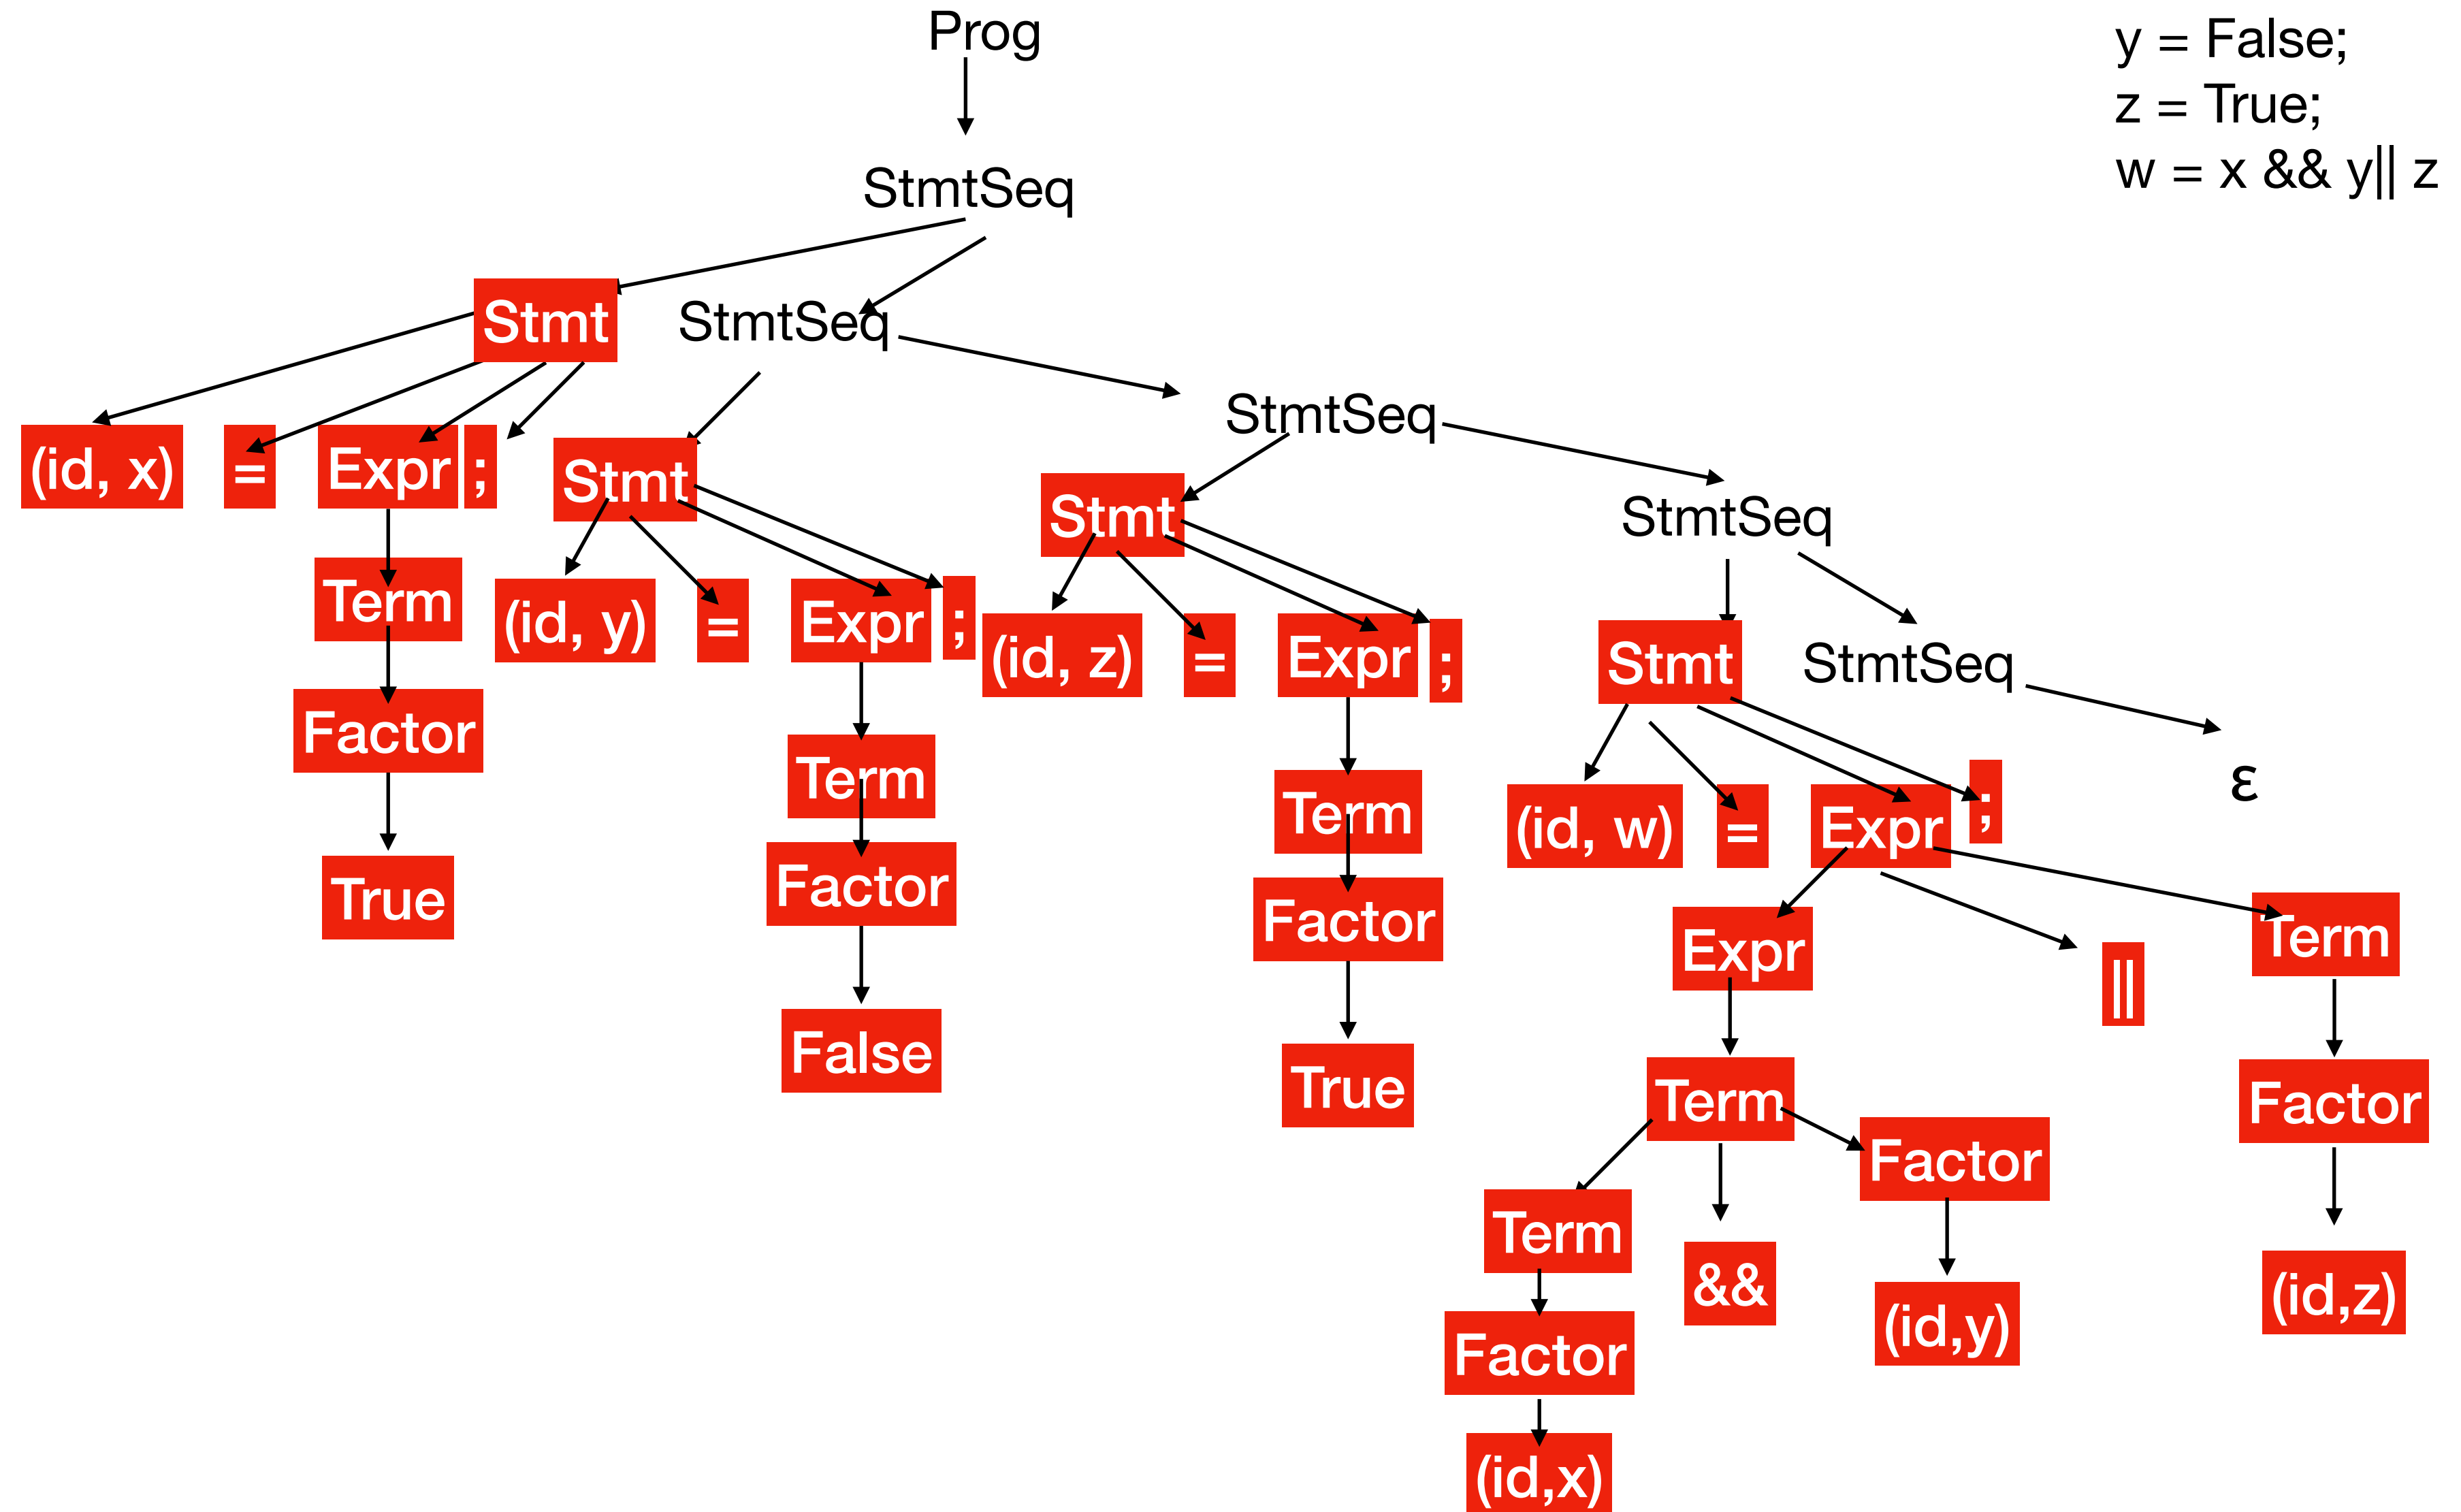 Prog
y = False;
z = True;
w = x && y|| z
StmtSeq
Stmt
StmtSeq
StmtSeq
(id, x)
=
Expr
;
Stmt
Stmt
StmtSeq
Term
(id, y)
=
Expr
;
(id, z)
=
Expr
;
Stmt
StmtSeq
Factor
Term
Term
(id, w)
=
Expr
;
ε
True
Factor
Factor
Expr
||
Term
False
True
Term
Factor
Factor
Term
&&
(id,y)
(id,z)
Factor
(id,x)